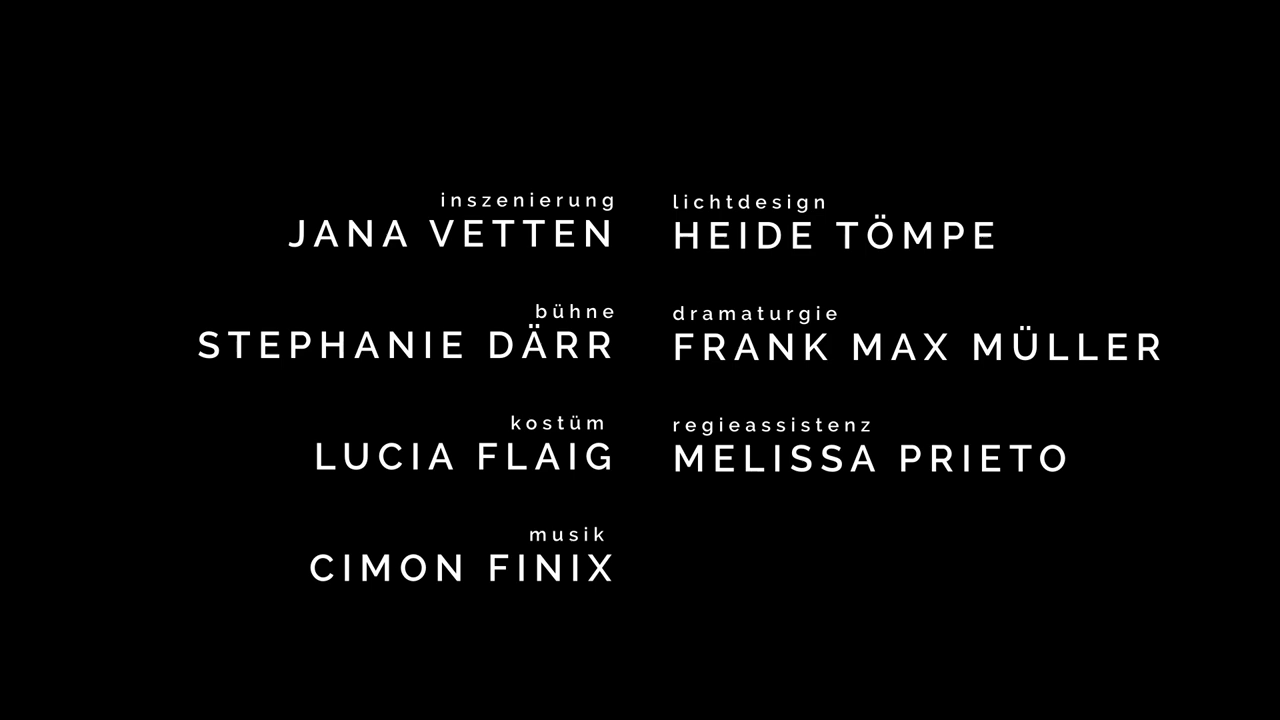 inszenierung
JANA VETTEN
bühne
STEPHANIE DÄRR
kostüm
LUCIA FLAIG
musik
CIMON FINIX
lichtdesign
HEIDE TÖMPE
dramaturgie
FRANK MAX MÜLLER
regieassistenz
MELISSA PRIETO